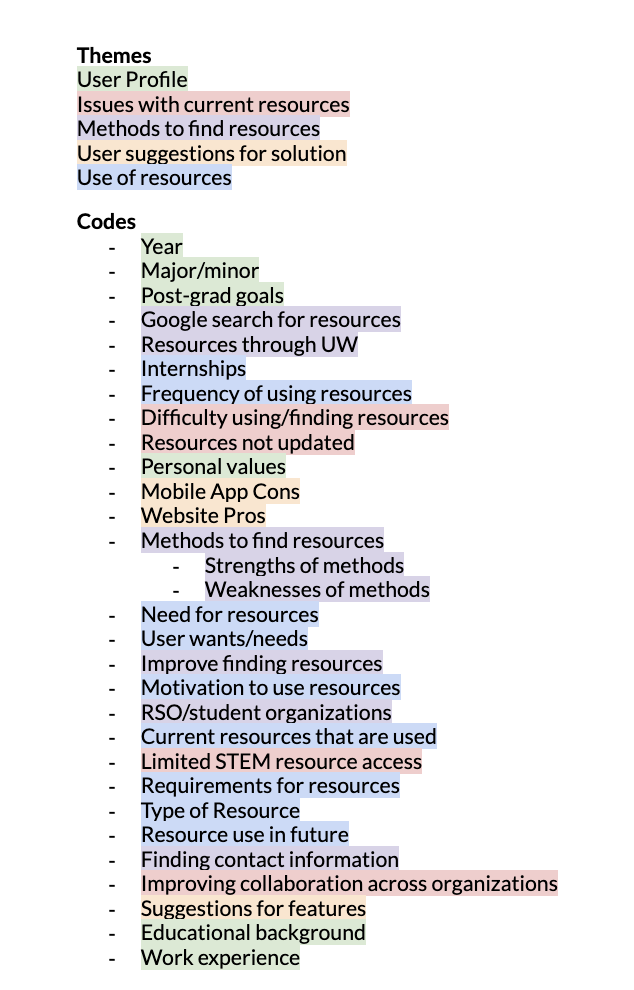 Themes
User Profile
Issues with current resources
Methods to find resources
User suggestions for solution
Use of resources
Codes
- Year
- Major/minor
- Post-grad goals
- Google search for resources
- Resources through UW
- Internships
- Frequency of using resources
- Difficulty using/finding resources
- Resources not updated
- Personal values
- Mobile App Cons
- Website Pros
- Methods to find resources
- Strengths of methods
- Weaknesses of methods
- Need for resources
- User wants/needs
- Improve finding resources
- Motivation to use resources
- RSO/student organizations
- Current resources that are used
- Limited STEM resource access
- Requirements for resources
- Type of Resource
- Resource use in future
- Finding contact information
- Improving collaboration across organizations
- Suggestions for features
- Educational background
- Work experience